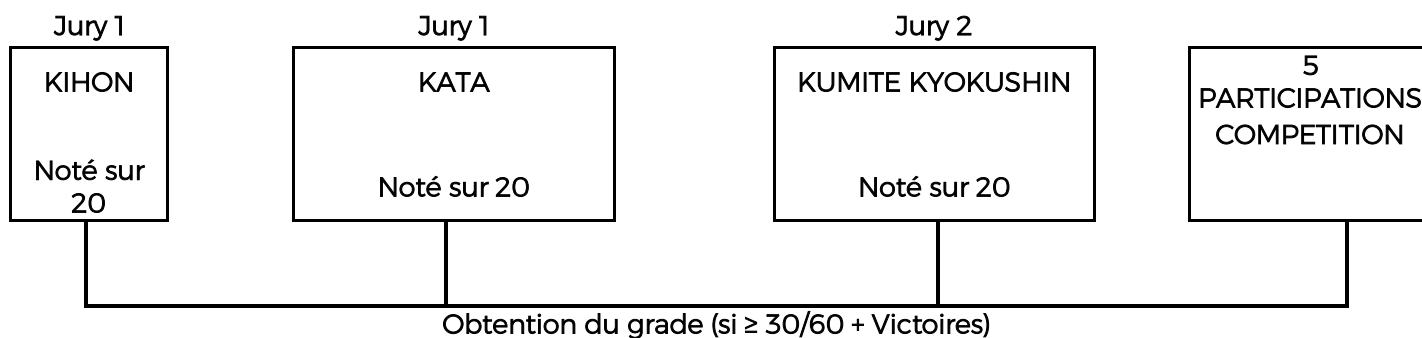 Jury 1
KIHON
Noté sur
20
Jury 1
KATA
Noté sur 20
Jury 2
KUMITE KYOKUSHIN
Noté sur 20
5
PARTICIPATIONS
COMPETITION
Obtention du grade (si ≥ 30/60 + Victoires)